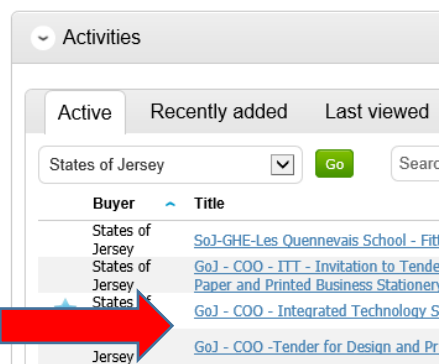 Activities
Active Recently added Last viewed
States of Jersey Go Searc
Buyer Title
States of
Jersey SoJ-GHE-Les Quennevais School - Fitt
States of GoJ - COO - ITT - Invitation to Tende
Jersey Paper and Printed Business Stationery
States of GoJ - COO - Integrated Technology S
Jersey GoJ - COO -Tender for Design and Pr